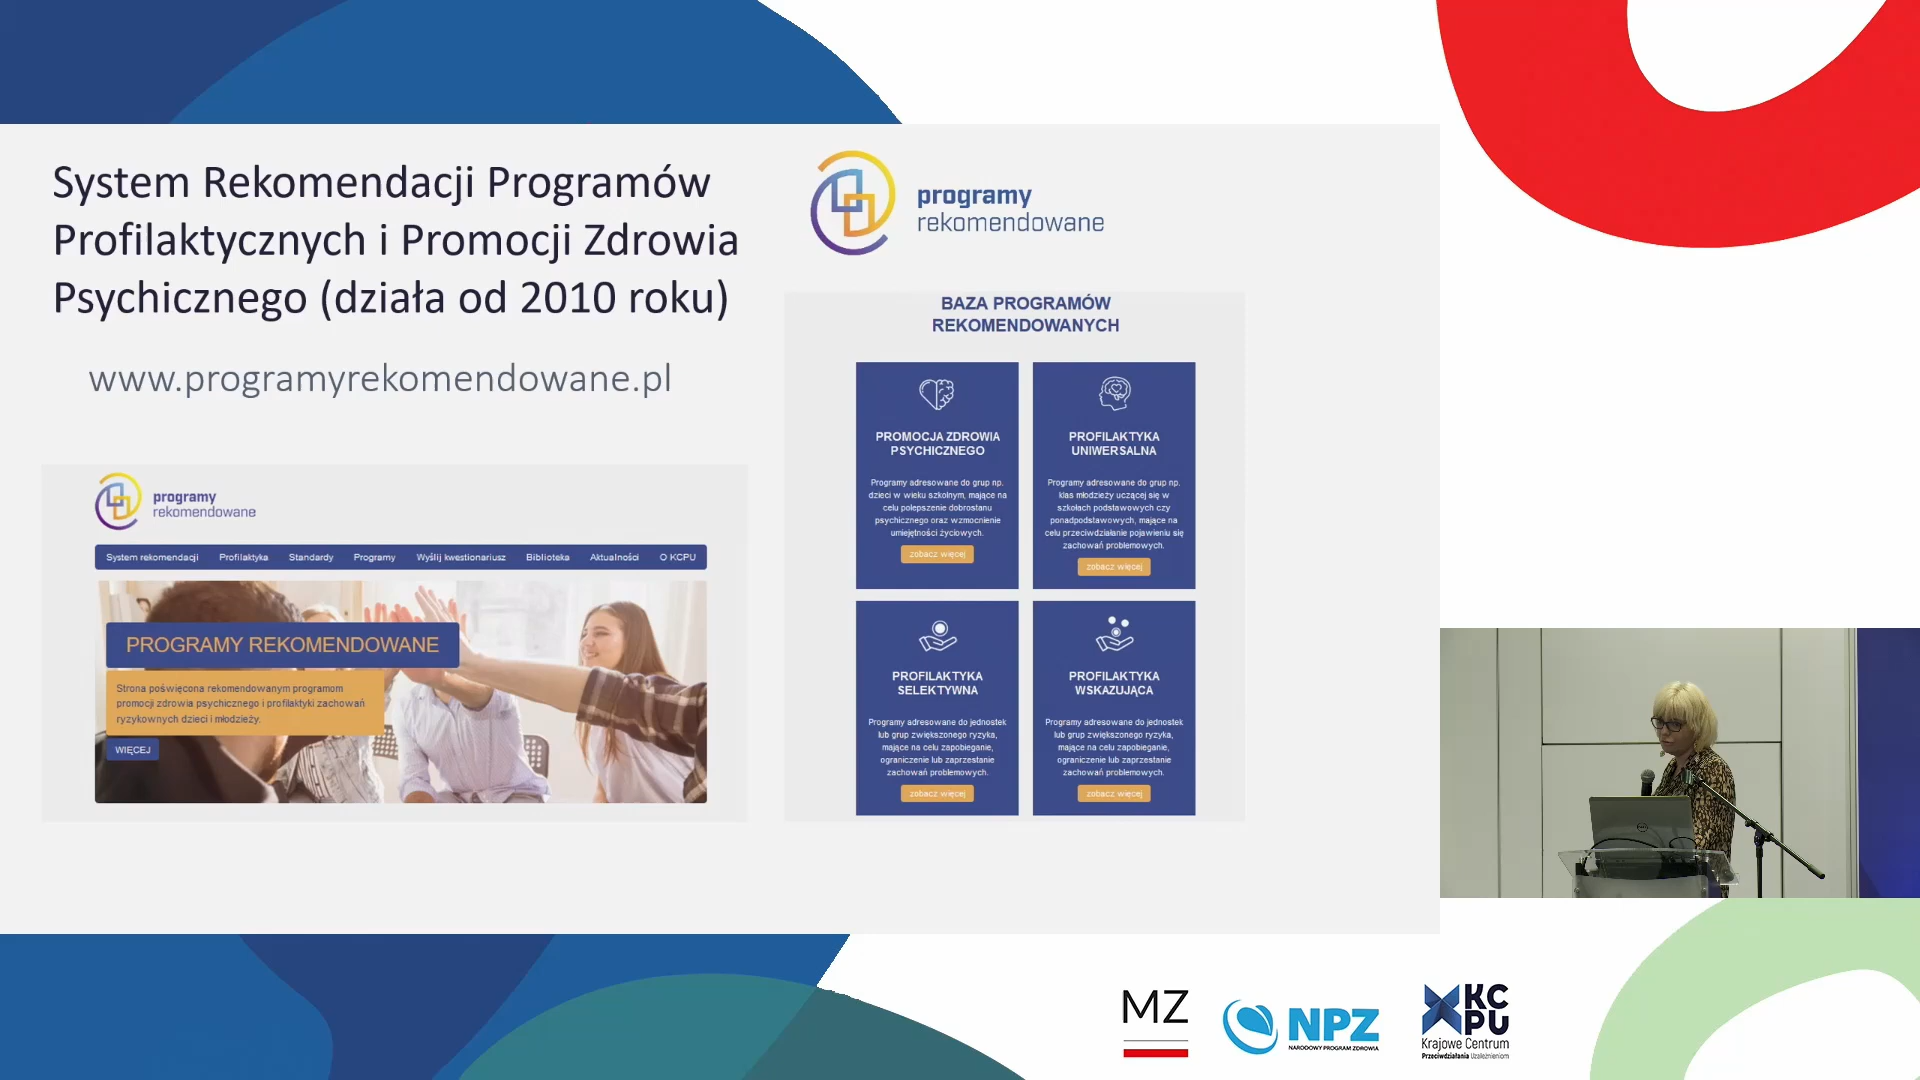 System Rekomendacji Programów
Profilaktycznych i Promocji Zdrowia
Psychicznego (działa od 2010 roku)
www.programyrekomendowane.pl
programy
rekomendowane
System rekomendacji Profilaktyka Standardy Programy Wyślij kwestionariusz Biblioteka Aktualności O KCPU
PROGRAMY REKOMENDOWANE
Strona poświęcona rekomendowanym programom
promocji zdrowia psychicznego i profilaktyki zachowań
ryzykownych dzieci i młodzieży.
WIĘCEJ
programy
rekomendowane
BAZA PROGRAMÓW
REKOMENDOWANYCH
PROMOCJA ZDROWIA
PSYCHICZNEGO
Programy adresowane do grup np.
dzieci w wieku szkolnym, mające na
celu polepszenie dobrostanu
psychicznego oraz wzmocnienie
umiejętności życiowych.
zobacz więcej
PROFILAKTYKA
UNIWERSALNA
Programy adresowane do grup np.
klas młodzieży uczącej się w
szkołach podstawowych czy
ponadpodstawowych, mające na
celu przeciwdziałanie pojawieniu się
zachowań problemowych.
zobacz więcej
PROFILAKTYKA
SELEKTYWNA
Programy adresowane do jednostek
lub grup zwiększonego ryzyka,
mające na celu zapobieganie,
ograniczenie lub zaprzestanie
zachowań problemowych.
zobacz więcej
PROFILAKTYKA
WSKAZUJĄCA
Programy adresowane do jednostek
lub grup zwiększonego ryzyka,
mające na celu zapobieganie,
ograniczenie lub zaprzestanie
zachowań problemowych.
zobacz więcej
MZ
NPZ
NARODOWY PROGRAM ZDROWIA
KC
PU
Krajowe Centrum
Przeciwdziałania Uzależnieniom